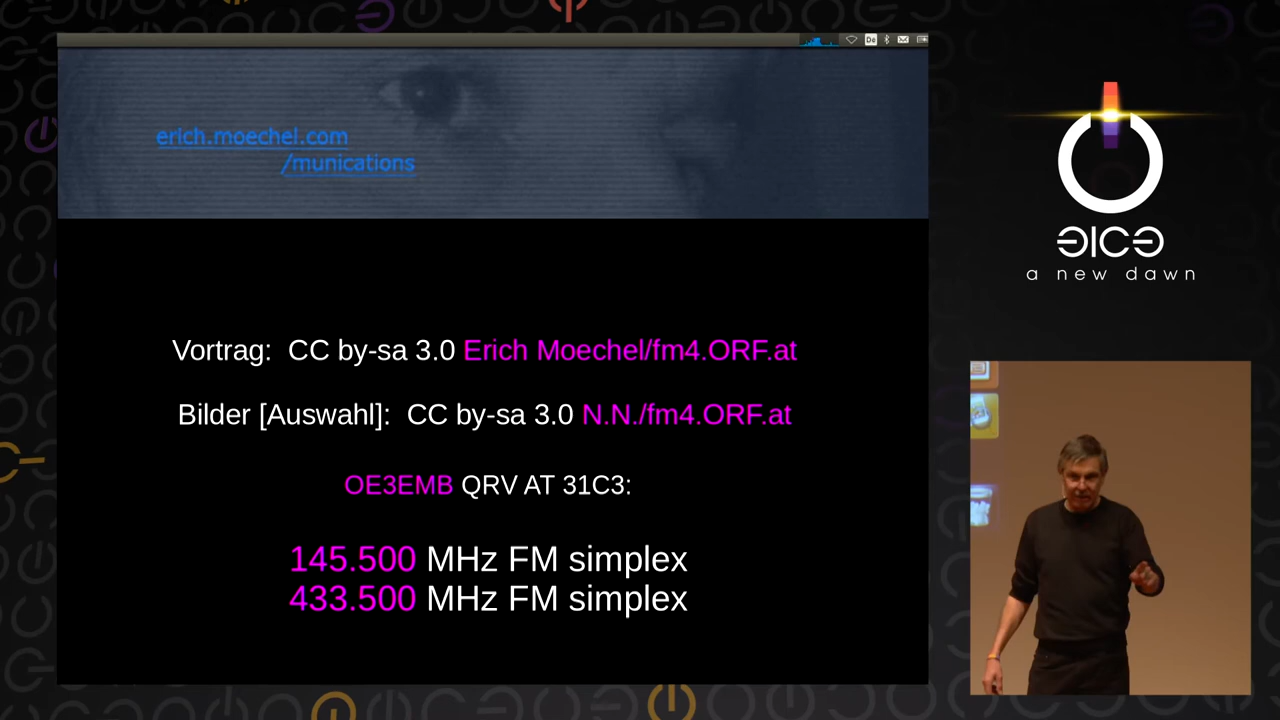 De
erich.moechel.com
/munications
Vortrag: CC by-sa 3.0 Erich Moechel/fm4.ORF.at
Bilder [Auswahl]: CC by-sa 3.0 N.N./fm4.ORF.at
OE3EMB QRV AT 31C3:
145.500 MHz FM simplex
433.500 MHz FM simplex
a new dawn